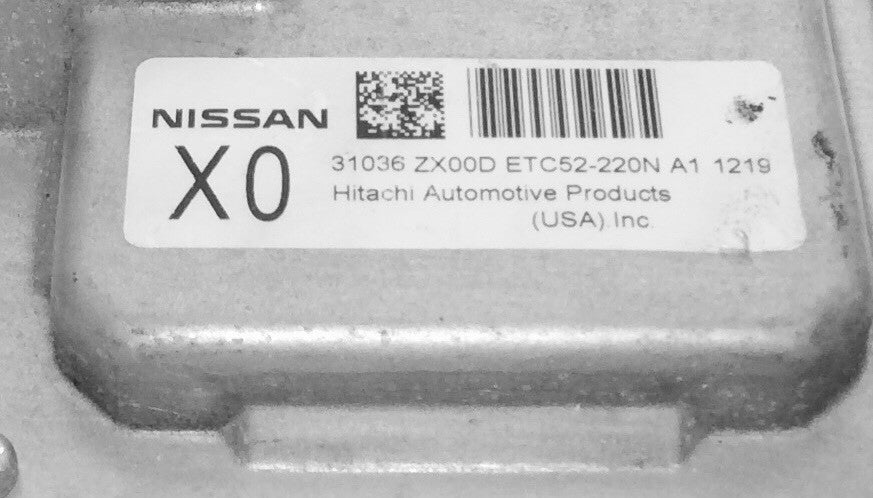 NISSAN
X0
31036 ZX00D ETC52-220N A1 1219
Hitachi Automotive Products
(USA).Inc.